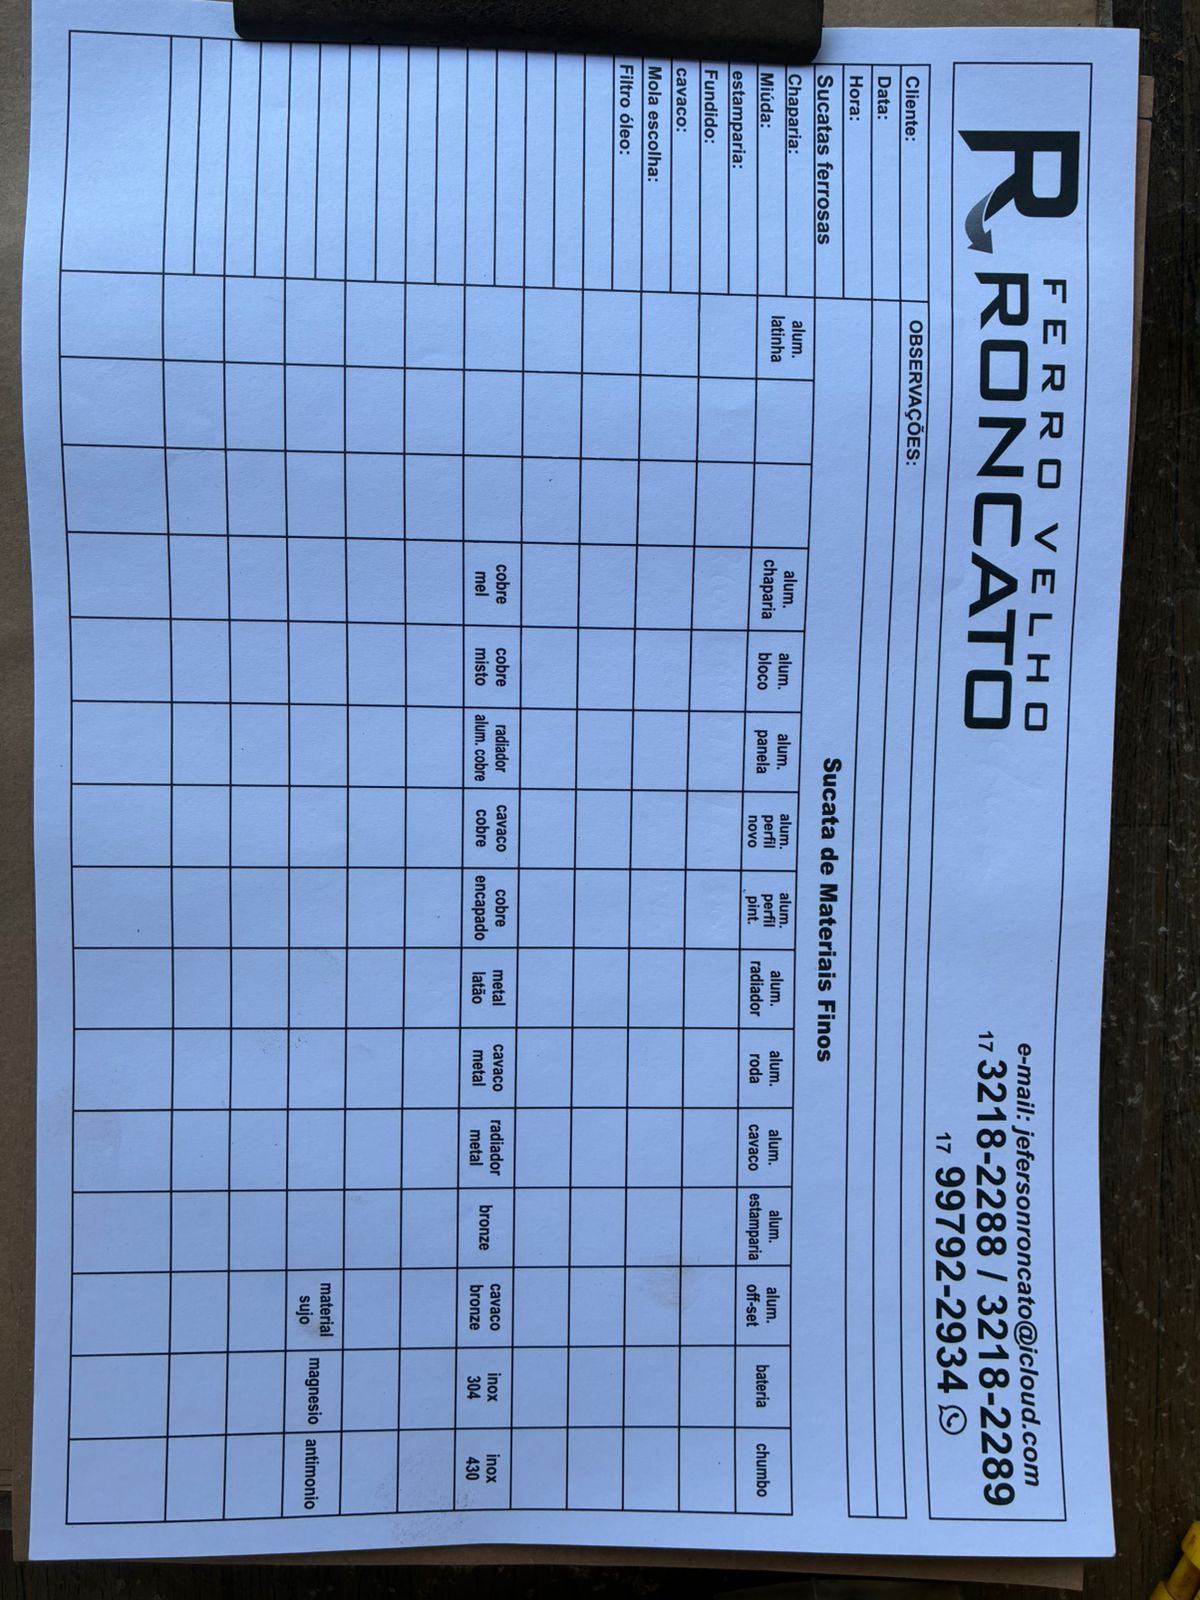 R FERRO VELHO
RONCATO
e-mail: jefersonroncato@icloud.com
17 3218-2288 / 3218-2289
17 99792-2934
Cliente:
OBSERVAÇÕES:
Data:
Hora:
Sucatas ferrosas
Sucata de Materiais Finos
Chaparia:
Miúda:
estamparia:
Fundido:
cavaco:
Mola escolha:
Filtro óleo:
alum.
latinha
alum.
chaparia
alum.
bloco
alum.
panela
alum.
perfil
novo
alum.
perfil
pint.
alum.
radiador
alum.
roda
alum.
cavaco
alum.
estamparia
alum.
off-set
bateria
chumbo
cobre
mel
cobre
misto
radiador
alum. cobre
cavaco
cobre
cobre
encapado
metal
latão
cavaco
metal
radiador
metal
bronze
cavaco
bronze
inox
304
inox
430
material
sujo
magnesio
antimonio